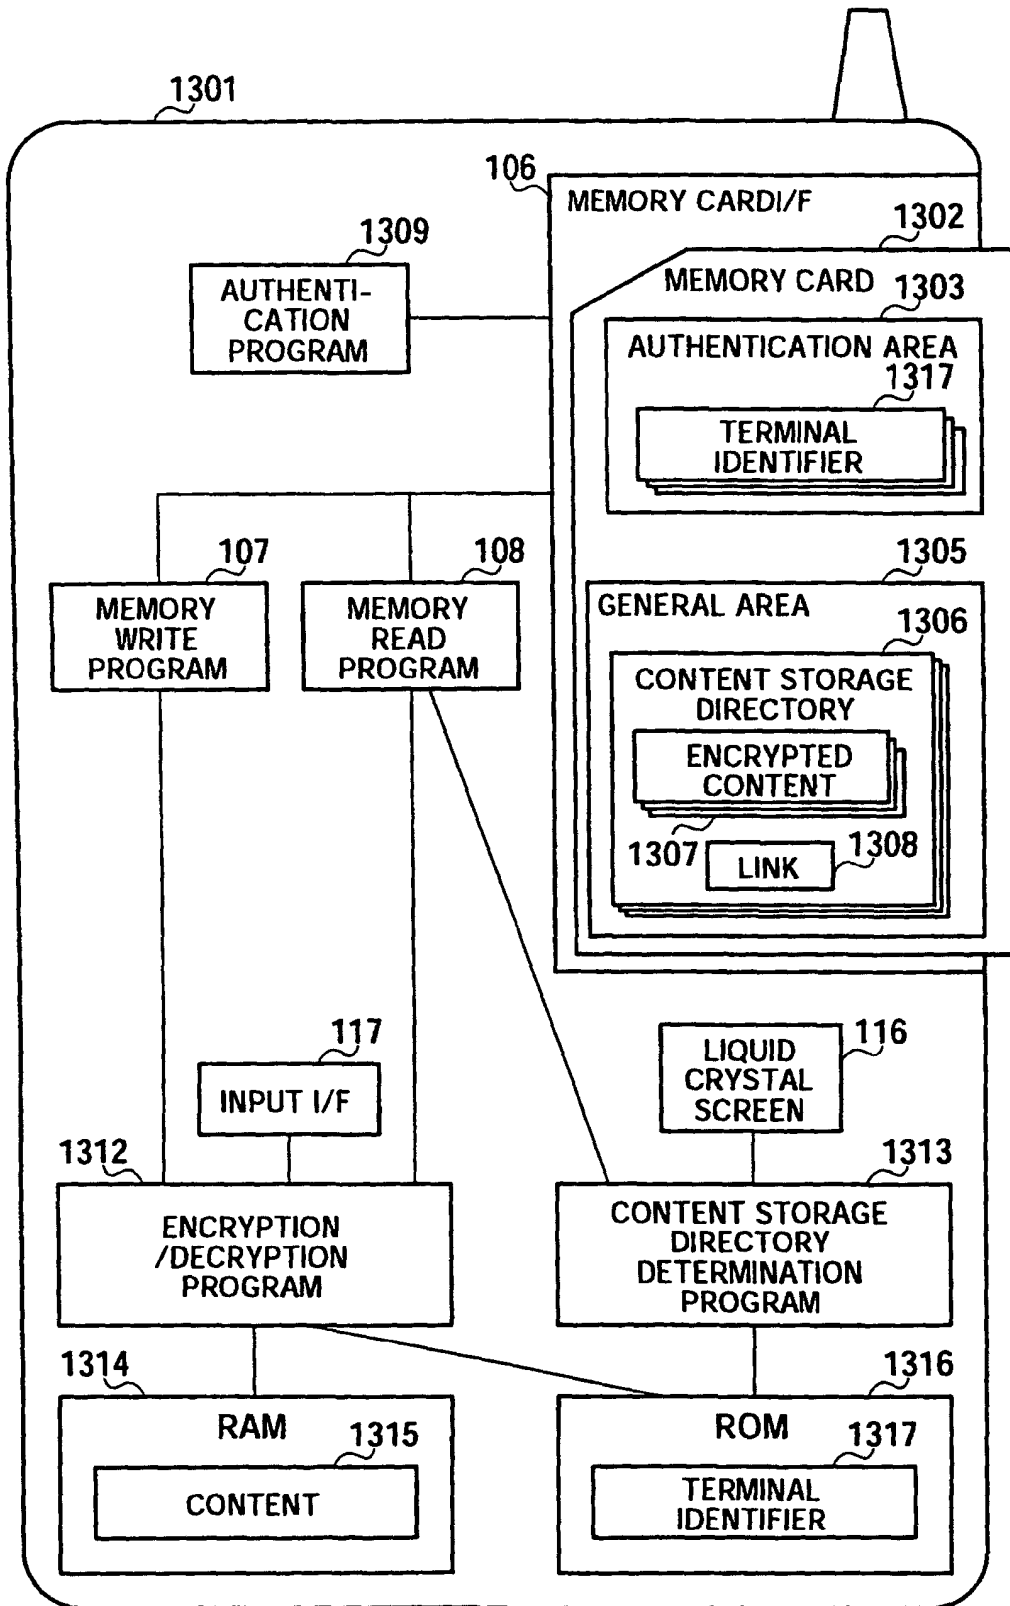 1301
106
MEMORY CARDI/F
1302
1309
MEMORY CARD
1303
AUTHENTI-
CATION
PROGRAM
AUTHENTICATION AREA
1317
TERMINAL
IDENTIFIER
107
108
1305
MEMORY
WRITE
PROGRAM
MEMORY
READ
PROGRAM
GENERAL AREA
1306
CONTENT STORAGE
DIRECTORY
ENCRYPTED
CONTENT
1307
1308
LINK
117
116
INPUT I/F
LIQUID
CRYSTAL
SCREEN
1312
1313
ENCRYPTION
/DECRYPTION
PROGRAM
CONTENT STORAGE
DIRECTORY
DETERMINATION
PROGRAM
1314
1316
RAM
1315
CONTENT
ROM
1317
TERMINAL
IDENTIFIER